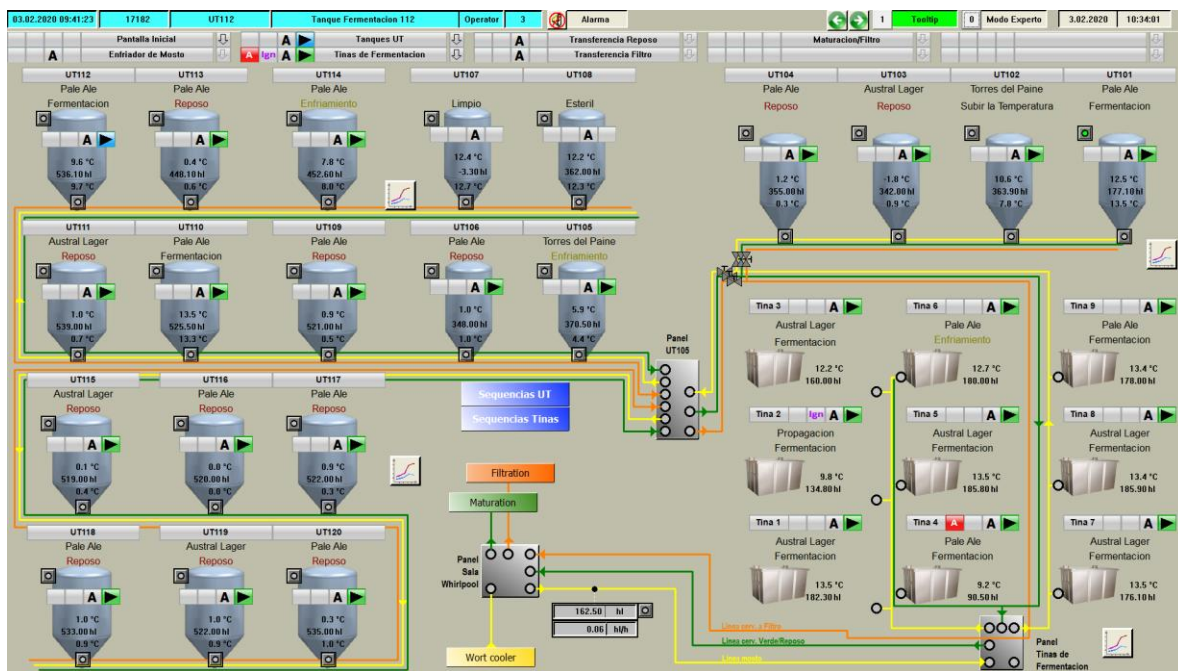 03.02.2020 09:41:23 17182 UT112 Tanque Fermentacion 112 Operator 3 Alarma 1 Tooltip 0 Modo Experto 3.02.2020 10:34:01
Pantalla Inicial A Tanques UT A Transferencia Reposo Maturacion/Filtro
A Enfriador de Mosto A Ign A Tinas de Fermentacion A Transferencia Filtro
UT112 UT113 UT114 UT107 UT108 UT104 UT103 UT102 UT101
Pale Ale Pale Ale Pale Ale Pale Ale Austral Lager Torres del Paine Pale Ale
Fermentacion Reposo Enfriamiento Limpio Esteril Reposo Reposo Subir la Temperatura Fermentacion
A A A A A A A A A
9.6 °C 0.4 °C 7.8 °C 12.4 °C 12.2 °C 1.2 °C -1.0 °C 10.6 °C 12.5 °C
536.10 hl 448.10 hl 452.60 hl -3.30 hl 362.00 hl 355.00 hl 342.80 hl 363.90 hl 177.10 hl
9.7 °C 0.6 °C 8.0 °C 12.7 °C 12.3 °C 0.3 °C 0.9 °C 7.0 °C 13.5 °C
UT111 UT110 UT109 UT106 UT105
Austral Lager Pale Ale Pale Ale Pale Ale Torres del Paine
Reposo Fermentacion Reposo Reposo Enfriamiento
A A A A A
1.0 °C 13.5 °C 0.9 °C 1.0 °C 5.9 °C
539.00 hl 525.50 hl 521.00 hl 348.00 hl 370.50 hl
0.7 °C 13.3 °C 0.5 °C 1.0 °C 4.4 °C
Panel
UT105
UT115 UT116 UT117
Austral Lager Pale Ale Pale Ale
Reposo Reposo Reposo
A A A
0.1 °C 0.0 °C 0.9 °C
519.00 hl 520.00 hl 522.00 hl
0.4 °C 0.0 °C 0.3 °C
Sequencias UT
Sequencias Tinas
UT118 UT119 UT120
Pale Ale Austral Lager Pale Ale
Reposo Reposo Reposo
A A A
1.0 °C 1.0 °C 0.3 °C
533.00 hl 522.00 hl 535.00 hl
0.9 °C 0.9 °C 1.0 °C
Filtration
Maturation
Panel
Sala
Whirlpool
162.50 hl
0.06 hl/h
Wort cooler
Tina 3 A Tina 6 A Tina 9 A
Austral Lager Pale Ale Pale Ale
Fermentacion Enfriamiento Fermentacion
12.2 °C 12.7 °C 13.4 °C
160.00 hl 180.00 hl 178.00 hl
Tina 2 Ign A Tina 5 A Tina 8 A
Propagacion Austral Lager Austral Lager
Pale Ale Fermentacion Fermentacion
9.8 °C 13.5 °C 13.4 °C
134.80 hl 185.80 hl 185.90 hl
Tina 1 A Tina 4 A A Tina 7 A
Austral Lager Pale Ale Austral Lager
Fermentacion Fermentacion Fermentacion
13.5 °C 9.2 °C 13.5 °C
182.30 hl 90.50 hl 176.10 hl
Linea cerv. a Filtro
Linea cerv. Verde/Reposo
Linea mosto
Panel
Tinas de
Fermentacion